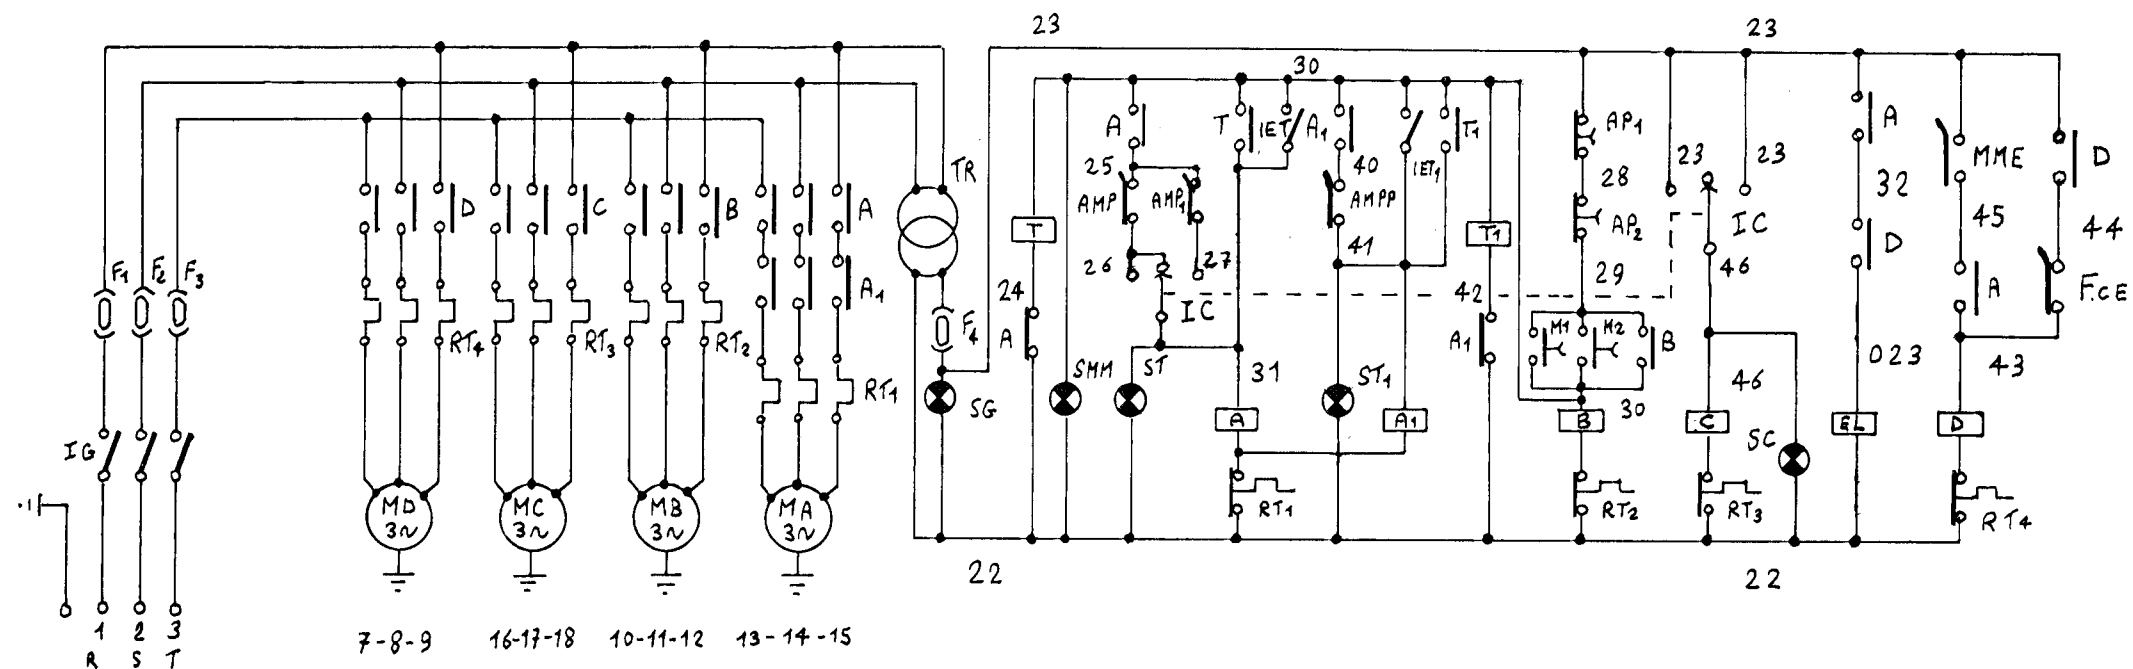 23
23
30
TR
F1
F2
F3
D
C
B
A
A1
RT4
RT3
RT2
RT1
F4
SG
IG
MD
3~
MC
3~
MB
3~
MA
3~
1
2
3
R
S
T
7-8-9
16-17-18
10-11-12
13-14-15
22
T
24
A
SMM
A
25
AMP
AMP1
26
27
IC
ST
T
IET
31
A
RT1
A1
40
AMPP
41
ST1
IET1
T1
A1
T1
42
A1
AP1
28
AP2
29
M1
M2
B
30
B
RT2
23
23
IC
46
46
C
RT3
SC
A
32
D
023
EL
MME
45
A
43
D
RT4
D
44
F.CE
22